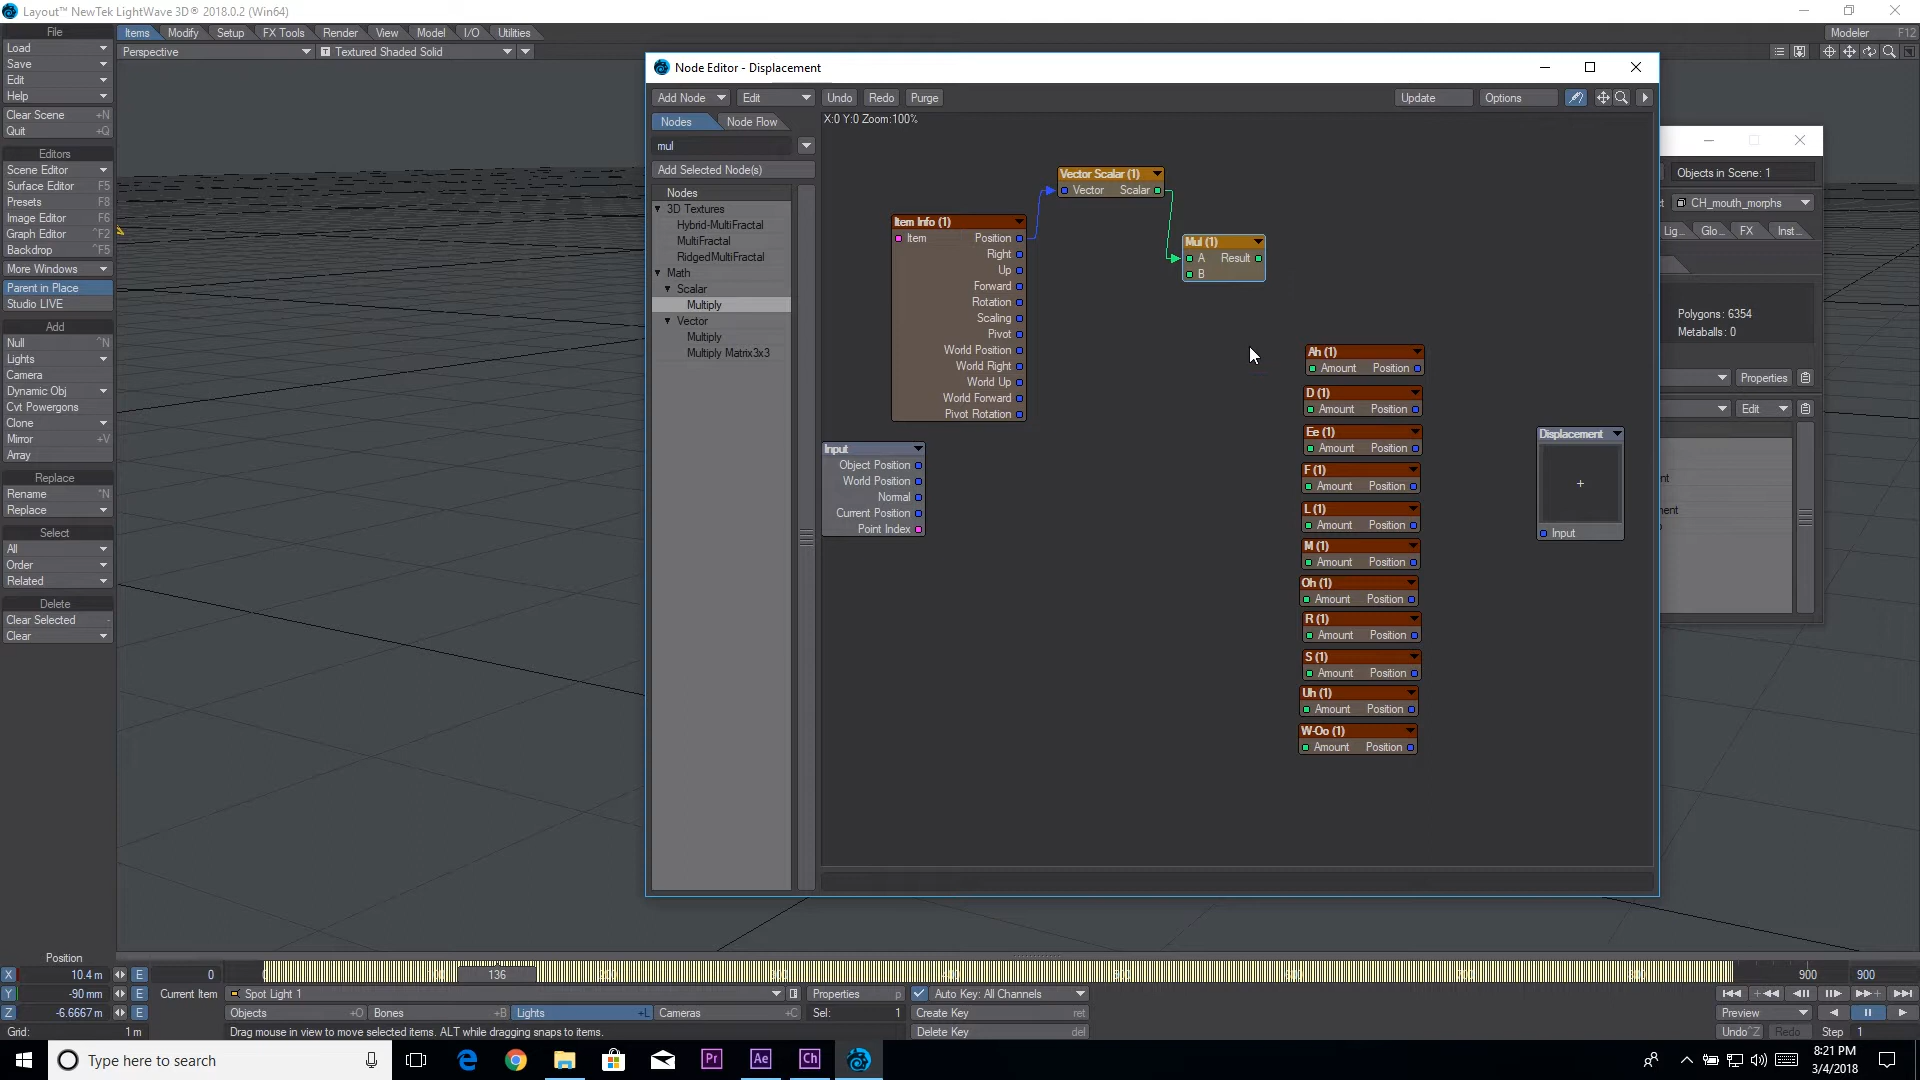 Layout™ NewTek LightWave 3D® 2018.0.2 (Win64)
File
Items Modify Setup FX Tools Render View Model I/O Utilities
Modeler F12
Load
Perspective
T Textured Shaded Solid
Save
Edit
Help
Clear Scene +N
Quit +Q
Editors
Scene Editor
Surface Editor F5
Presets F8
Image Editor F6
Graph Editor ^F2
Backdrop ^F5
More Windows
Parent in Place
Studio LIVE
Add
Null ^N
Lights
Camera
Dynamic Obj
Cvt Powergons
Clone
Mirror +V
Array
Replace
Rename ^N
Replace
Select
All
Order
Related
Delete
Clear Selected -
Clear
Node Editor - Displacement
Add Node Edit Undo Redo Purge
Update Options
Nodes Node Flow
X:0 Y:0 Zoom:100%
mul
Add Selected Node(s)
Nodes
3D Textures
Hybrid-MultiFractal
MultiFractal
RidgedMultiFractal
Math
Scalar
Multiply
Vector
Multiply
Multiply Matrix3x3
Vector Scalar (1)
Vector Scalar
Item Info (1)
Item Position
Right
Up
Forward
Rotation
Scaling
Pivot
World Position
World Right
World Up
World Forward
Pivot Rotation
Mul (1)
A Result
B
Input
Object Position
World Position
Normal
Current Position
Point Index
Ah (1)
Amount Position
D (1)
Amount Position
Ee (1)
Amount Position
F (1)
Amount Position
L (1)
Amount Position
M (1)
Amount Position
Oh (1)
Amount Position
R (1)
Amount Position
S (1)
Amount Position
Uh (1)
Amount Position
W-Oo (1)
Amount Position
Displacement
+
Input
Objects in Scene: 1
CH_mouth_morphs
Lig... Glo... FX Inst...
Polygons: 6354
Metaballs: 0
Properties
Edit
Position
X 10.4 m E 0
136
900 900
Y -90 mm E
Current Item Spot Light 1
Properties p
Auto Key: All Channels
Z -6.6667 m E
Objects +O Bones +B Lights +L Cameras +C Sel: 1
Create Key ret
Preview
Grid: 1 m
Drag mouse in view to move selected items. ALT while dragging snaps to items.
Delete Key del
Undo ^Z Redo Step 1
Type here to search
Pr Ae Ch
8:21 PM
3/4/2018